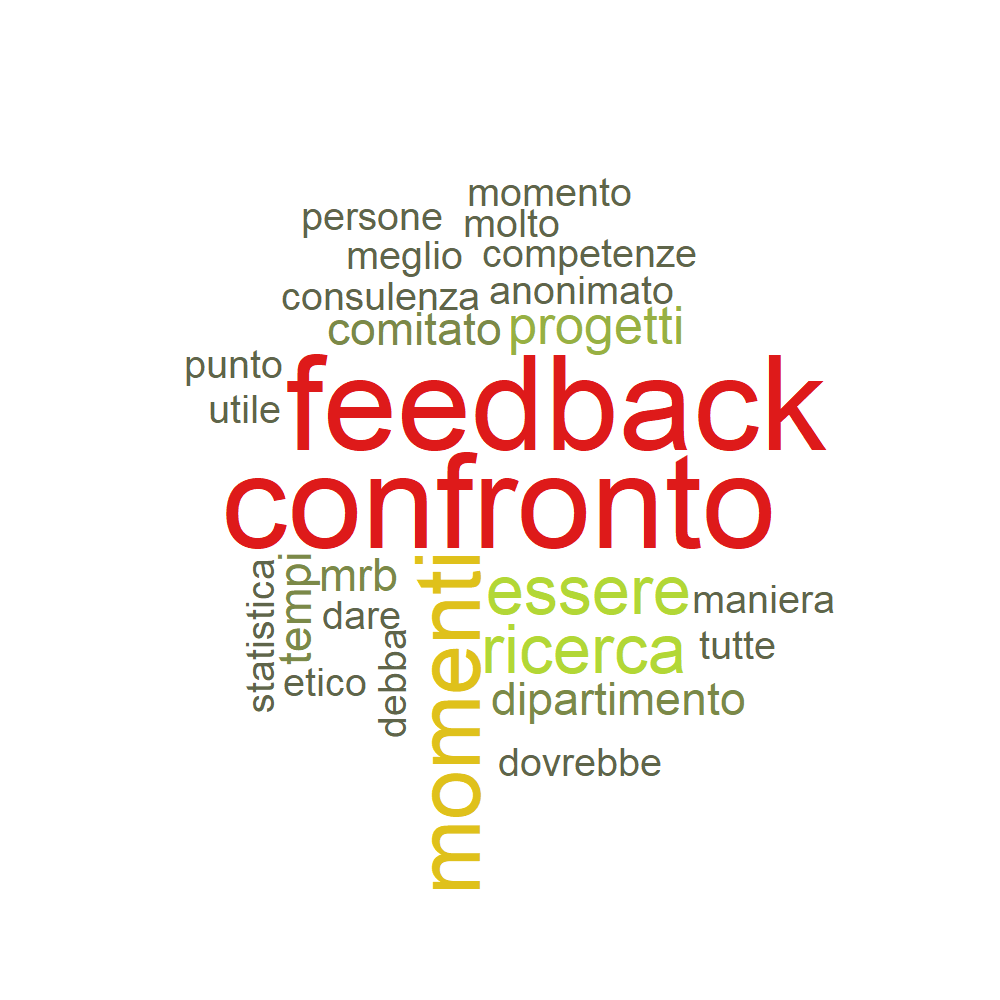 momento
persone
molto
meglio
competenze
consulenza
anonimato
comitato
progetti
punto
feedback
utile
confronto
statistica
tempi
mrb
momenti
essere
maniera
dare
debba
ricerca
tutte
etico
dipartimento
dovrebbe